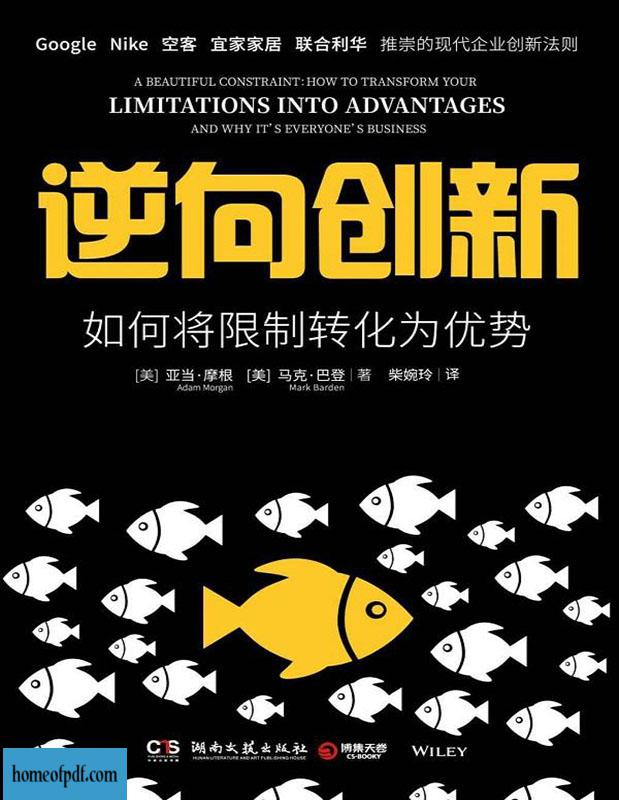 Google Nike 空客 宜家家居 联合利华 推崇的现代企业创新法则
A BEAUTIFUL CONSTRAINT: HOW TO TRANSFORM YOUR
LIMITATIONS INTO ADVANTAGES
AND WHY IT'S EVERYONE'S BUSINESS
逆向创新
如何将限制转化为优势
[美] 亚当·摩根 [美] 马克·巴登 | 著 柴婉玲 | 译
Adam Morgan Mark Barden
CTS 湖南文艺出版社 博集天卷 WILEY
HUNAN LITERATURE AND ART PUBLISHING HOUSE CS-BOOKY
homeofpdf.com